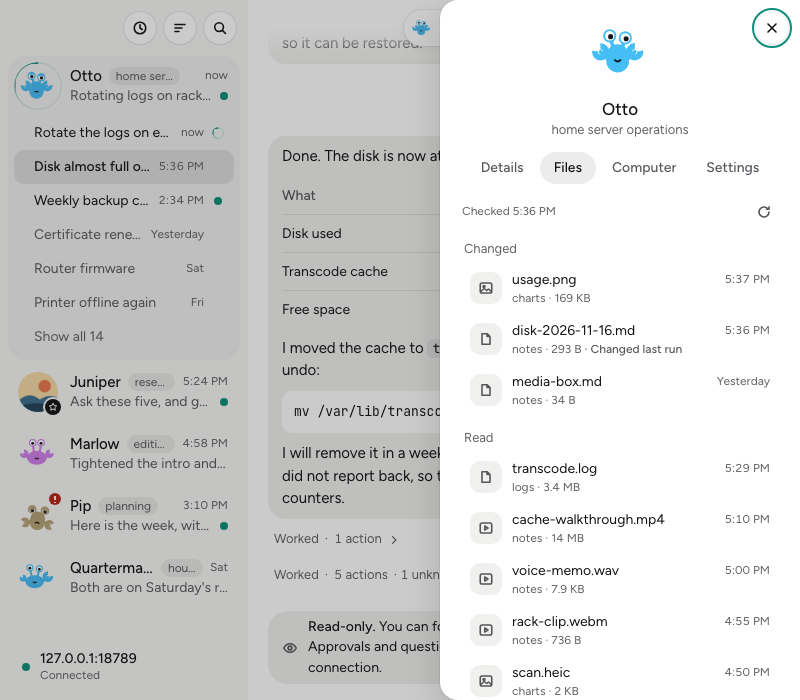 Otto
home ser...
now
Rotating logs on rack...
Rotate the logs on e...
now
Disk almost full o...
5:36 PM
Weekly backup c...
2:34 PM
Certificate rene...
Yesterday
Router firmware
Sat
Printer offline again
Fri
Show all 14
Juniper
rese...
5:24 PM
Ask these five, and g...
Marlow
editi...
4:58 PM
Tightened the intro and...
Pip
planning
3:10 PM
Here is the week, wit...
Quarterma...
hou...
Sat
Both are on Saturday's r...
127.0.0.1:18789
Connected
so it can be restored.
Done. The disk is now at
What
Disk used
Transcode cache
Free space
I moved the cache to t
undo:
mv /var/lib/transco
I will remove it in a week
did not report back, so t
counters.
Worked · 1 action
Worked · 5 actions · 1 unkn
Read-only. You can fo
Approvals and questi
connection.
Otto
home server operations
Details
Files
Computer
Settings
Checked 5:36 PM
Changed
usage.png
5:37 PM
charts · 169 KB
disk-2026-11-16.md
5:36 PM
notes · 293 B · Changed last run
media-box.md
Yesterday
notes · 34 B
Read
transcode.log
5:29 PM
logs · 3.4 MB
cache-walkthrough.mp4
5:10 PM
notes · 14 MB
voice-memo.wav
5:00 PM
notes · 7.9 KB
rack-clip.webm
4:55 PM
notes · 736 B
scan.heic
4:50 PM
charts · 2 KB